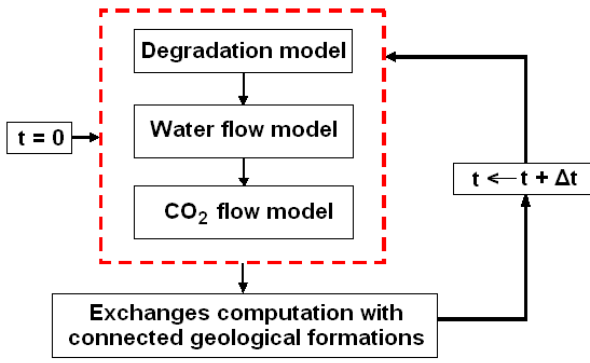 Degradation model
Water flow model
t = 0
t ← t + Δt
CO₂ flow model
Exchanges computation with
connected geological formations